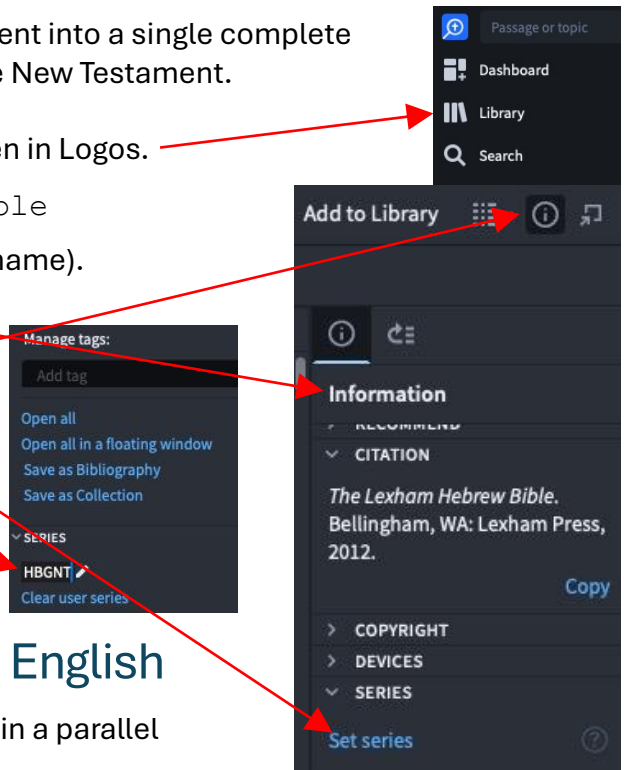 ent into a single complete
e New Testament.
en in Logos.
ole
name).
Passage or topic
Dashboard
Library
Search
Add to Library
Information
RECOMMEND
CITATION
The Lexham Hebrew Bible.
Bellingham, WA: Lexham Press,
2012.
Copy
COPYRIGHT
DEVICES
SERIES
Set series
Manage tags:
Add tag
Open all
Open all in a floating window
Save as Bibliography
Save as Collection
SERIES
HBGNT
Clear user series
English
in a parallel